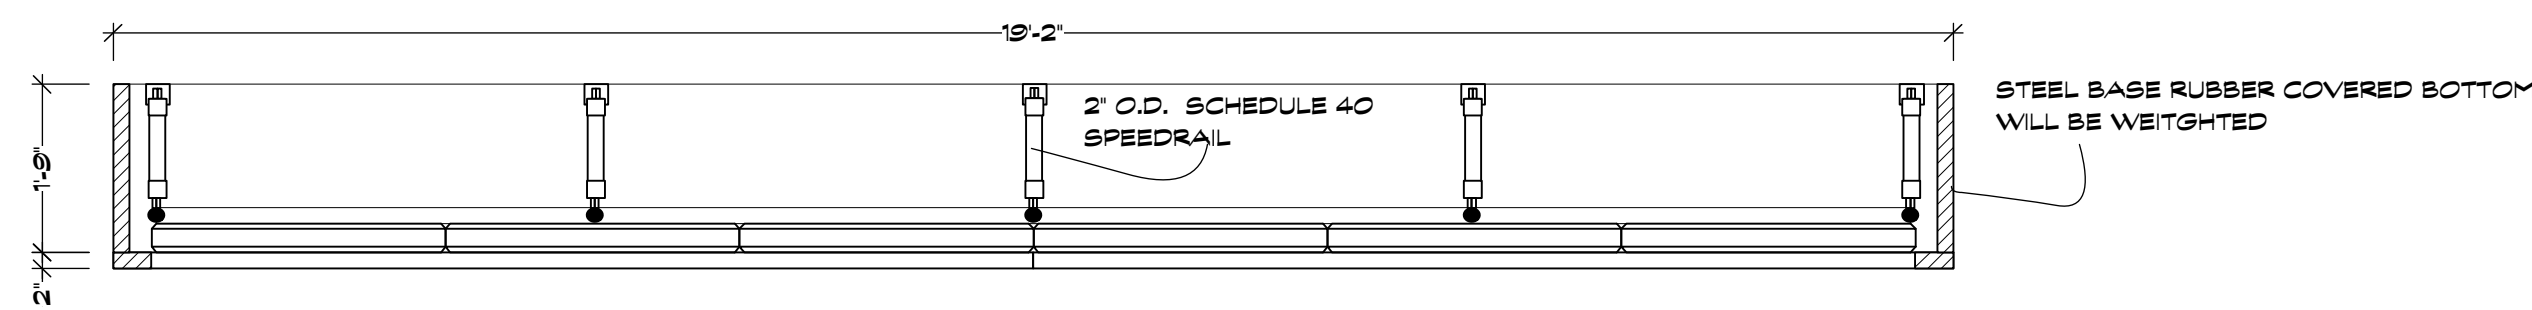 19'-2"
STEEL BASE RUBBER COVERED BOTTOM
WILL BE WEITGHTED
2" O.D. SCHEDULE 40
SPEEDRAIL
1'-9"
2"